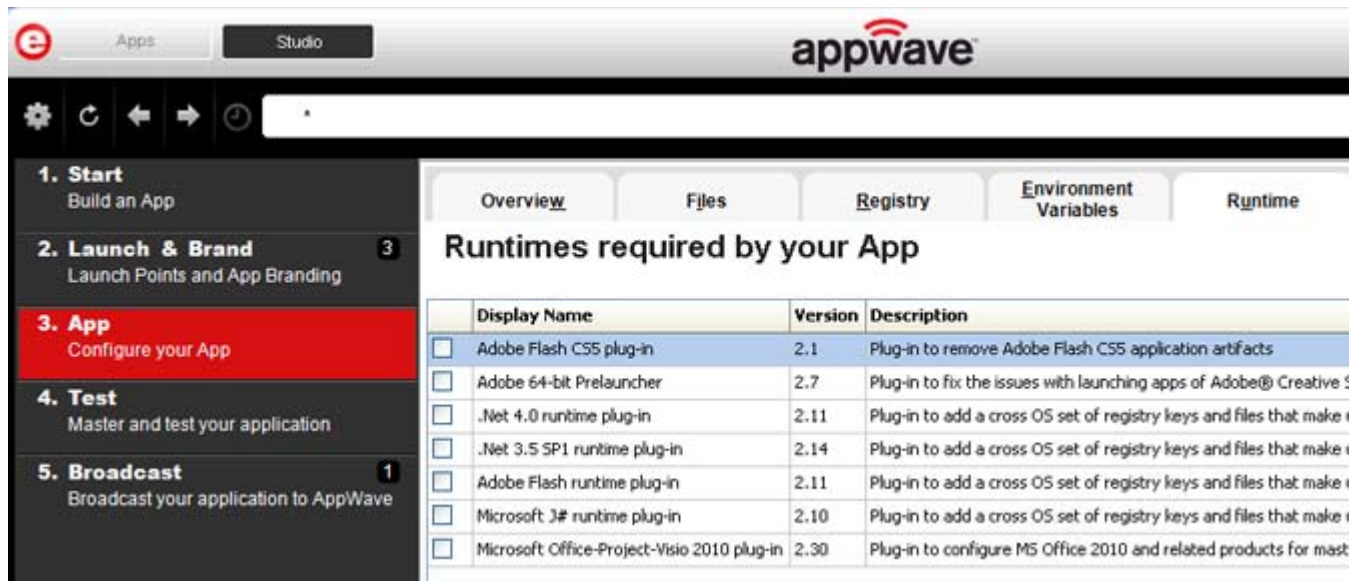 e Apps Studio appwave™
*
1. Start
Build an App
2. Launch & Brand 3
Launch Points and App Branding
3. App
Configure your App
4. Test
Master and test your application
5. Broadcast 1
Broadcast your application to AppWave
Overview Files Registry Environment Variables Runtime
Runtimes required by your App
Display Name Version Description
Adobe Flash CS5 plug-in 2.1 Plug-in to remove Adobe Flash CS5 application artifacts
Adobe 64-bit Prelauncher 2.7 Plug-in to fix the issues with launching apps of Adobe® Creative
.Net 4.0 runtime plug-in 2.11 Plug-in to add a cross OS set of registry keys and files that make
.Net 3.5 SP1 runtime plug-in 2.14 Plug-in to add a cross OS set of registry keys and files that make
Adobe Flash runtime plug-in 2.11 Plug-in to add a cross OS set of registry keys and files that make
Microsoft J# runtime plug-in 2.10 Plug-in to add a cross OS set of registry keys and files that make
Microsoft Office-Project-Visio 2010 plug-in 2.30 Plug-in to configure MS Office 2010 and related products for mast